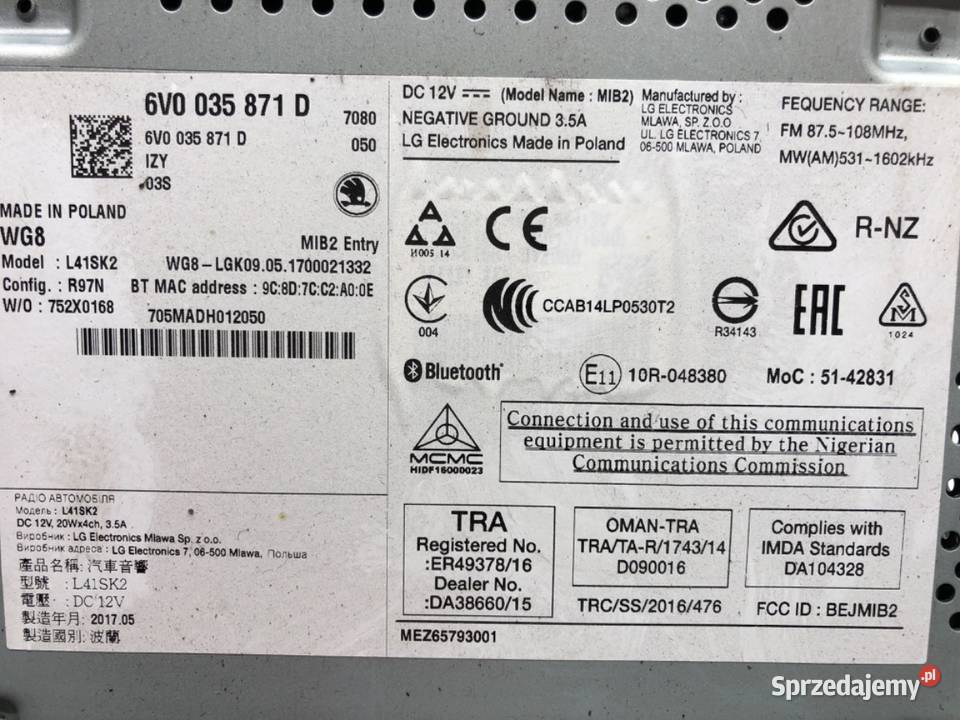 6V0 035 871 D
7080
6V0 035 871 D
050
IZY
03S
MADE IN POLAND
WG8
MIB2 Entry
Model : L41SK2
WG8-LGK09.05.1700021332
Config. : R97N
BT MAC address : 9C:8D:7C:C2:A0:0E
W/O : 752X0168
705MADH012050
РАДІО АВТОМОБІЛЯ
Модель : L41SK2
DC 12V, 20Wx4ch, 3.5A
Виробник : LG Electronics Mlawa Sp. z o.o.
Виробник адреса : LG Electronics 7, 06-500 Mlawa, Польша
產品名稱: 汽車音響
型號 : L41SK2
電壓 : DC 12V
製造年月: 2017.05
製造國別: 波蘭
DC 12V (Model Name : MIB2)
NEGATIVE GROUND 3.5A
LG Electronics Made in Poland
Manufactured by :
LG ELECTRONICS
MLAWA, SP. Z.O.O
UL. LG ELECTRONICS 7,
06-500 MLAWA, POLAND
FEQUENCY RANGE:
FM 87.5~108MHz,
MW(AM)531~1602kHz
И005 14
CE
R-NZ
004
CCAB14LP0530T2
R34143
EAC
1024
Bluetooth
E11 10R-048380
MoC : 51-42831
MCMC
HIDF16000023
Connection and use of this communications
equipment is permitted by the Nigerian
Communications Commission
TRA
Registered No.
:ER49378/16
Dealer No.
:DA38660/15
OMAN-TRA
TRA/TA-R/1743/14
D090016
Complies with
IMDA Standards
DA104328
TRC/SS/2016/476
FCC ID : BEJMIB2
MEZ65793001
Sprzedajemy.pl